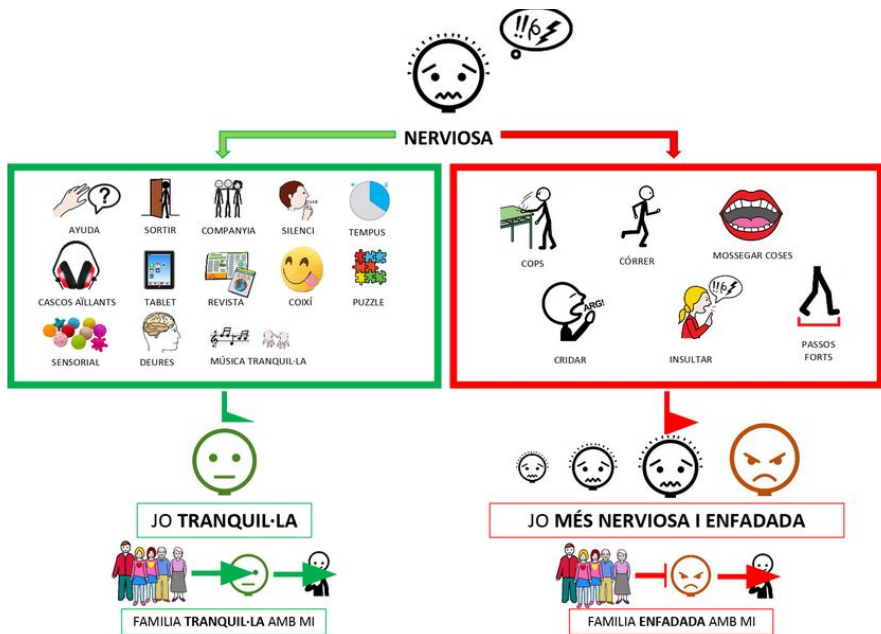 !!
NERVIOSA
?
AYUDA
SORTIR
COMPANYIA
SILENCI
TEMPUS
CASCOS AÏLLANTS
TABLET
REVISTA
COIXÍ
PUZZLE
SENSORIAL
DEURES
MÚSICA TRANQUIL·LA
COPS
CÓRRER
MOSSEGAR COSES
ARG!
!!
CRIDAR
INSULTAR
PASSOS
FORTS
JO TRANQUIL·LA
FAMILIA TRANQUIL·LA AMB MI
JO MÉS NERVIOSA I ENFADADA
FAMILIA ENFADADA AMB MI